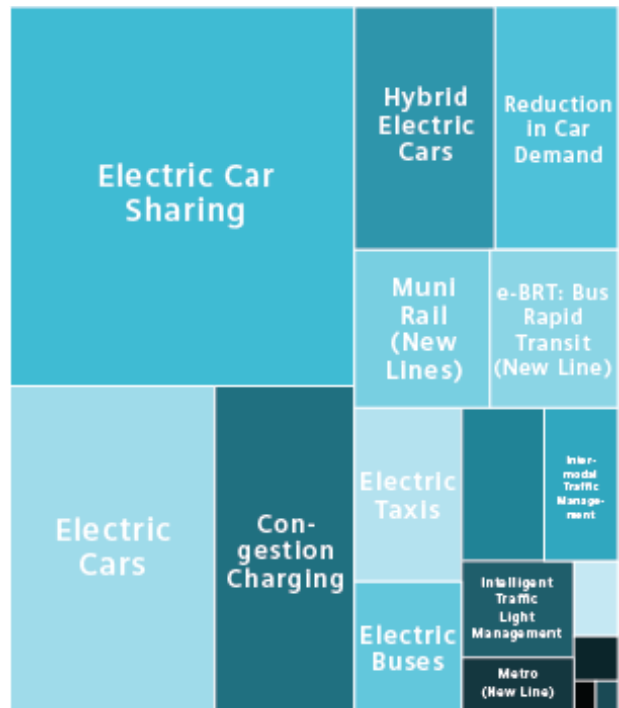 Electric Car
Sharing
Hybrid
Electric
Cars
Reduction
in Car
Demand
Muni
Rail
(New
Lines)
e-BRT: Bus
Rapid
Transit
(New Line)
Electric
Cars
Con-
gestion
Charging
Electric
Taxis
Inter-
modal
Traffic
Manage-
ment
Electric
Buses
Intelligent
Traffic
Light
Management
Metro
(New Line)